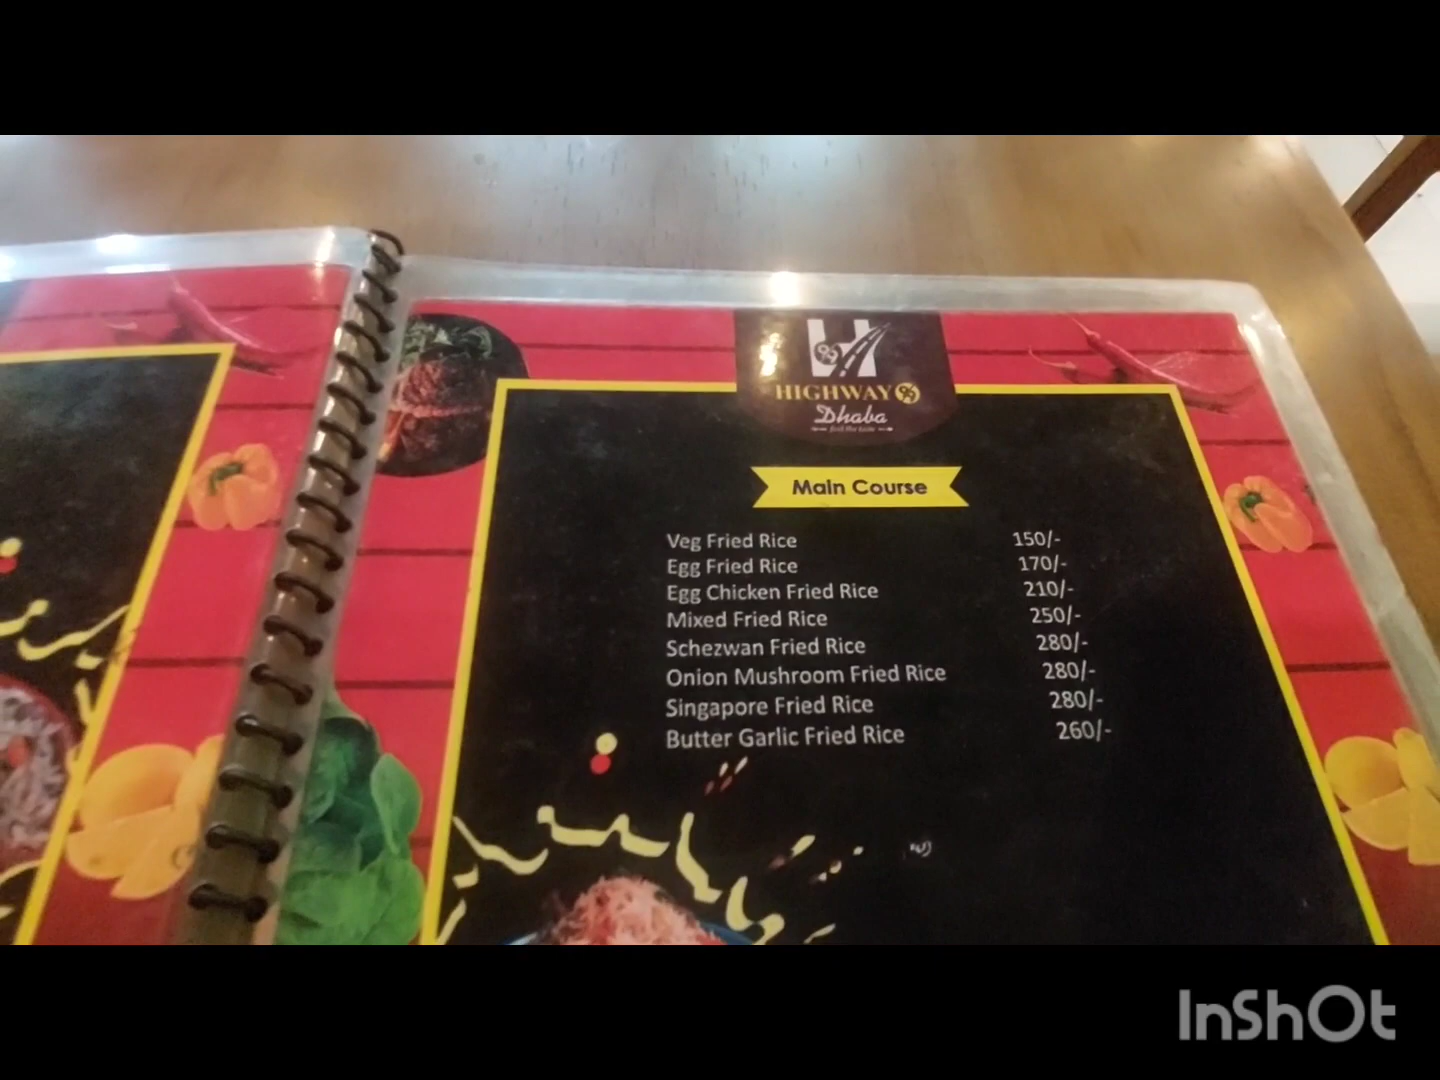 HIGHWAY 96
Dhaba
Main Course
Veg Fried Rice 150/-
Egg Fried Rice 170/-
Egg Chicken Fried Rice 210/-
Mixed Fried Rice 250/-
Schezwan Fried Rice 280/-
Onion Mushroom Fried Rice 280/-
Singapore Fried Rice 280/-
Butter Garlic Fried Rice 260/-
InShOt